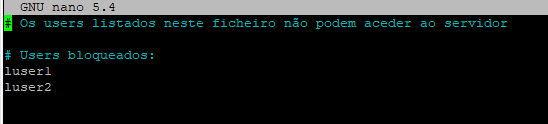 GNU nano 5.4
# Os users listados neste ficheiro não podem aceder ao servidor
# Users bloqueados:
luser1
luser2